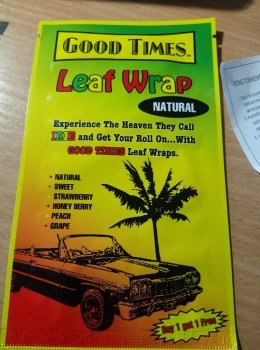 GOOD TIMES
Leaf Wrap
NATURAL
Experience The Heaven They Call
IRIE and Get Your Roll On...With
GOOD TIMES Leaf Wraps.
NATURAL
SWEET
STRAWBERRY
HONEY BERRY
PEACH
GRAPE
Buy 1 get 1 Free